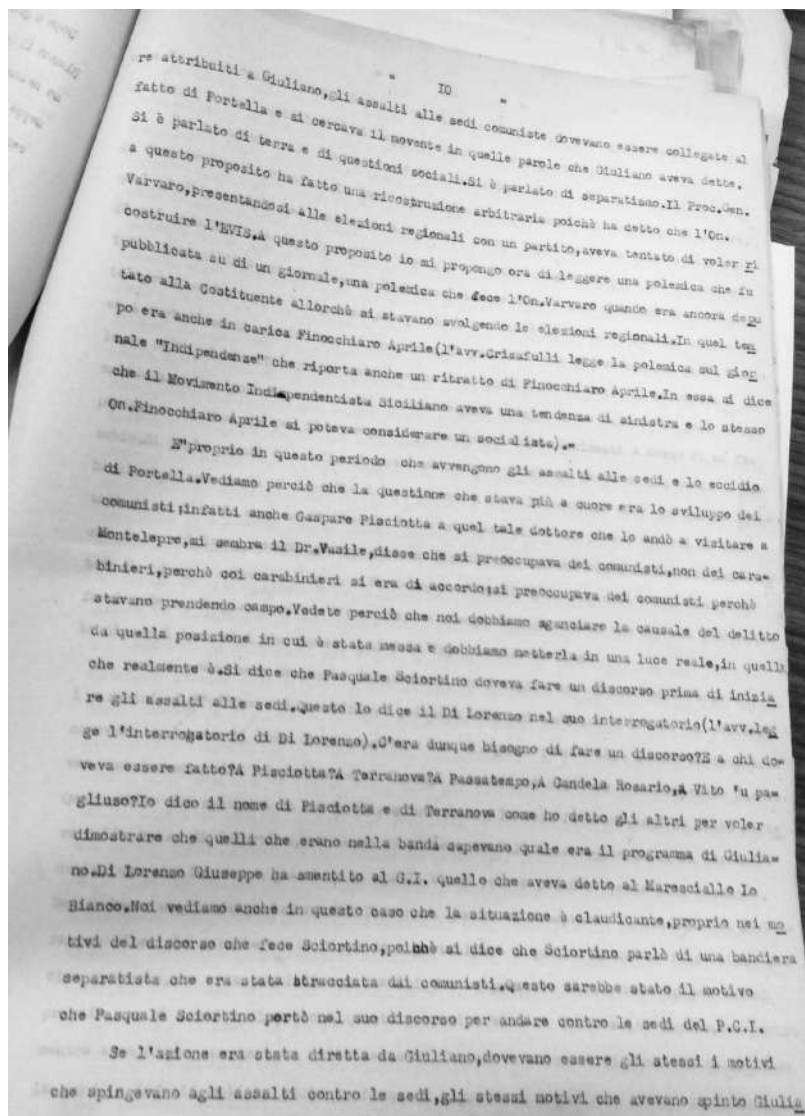 " IO "
re attribuiti a Giuliano,gli assalti alle sedi comuniste dovevano essere collegate al
fatto di Portella e si cercava il movente in quelle parole che Giuliano aveva dette.
Si è parlato di terra e di questioni sociali.Si è parlato di separatismo.Il Proc.Gen.
a questo proposito ha fatto una ricostruzione arbitraria poichè ha detto che l'On.
Varvaro,presentandosi alle elezioni regionali con un partito,aveva tentato di voler ri
costruire l'EVIS.A questo proposito io mi propongo ora di leggere una polemica che fu
pubblicata su di un giornale,una polemica che fece l'On.Varvaro quando era ancora depu
tato alla Costituente allorchè si stavano svolgendo le elezioni regionali.In quel tem
po era anche in carica Finocchiaro Aprile(l'avv.Crisafulli legge la polemica sul gior
nale "Indipendenza" che riporta anche un ritratto di Finocchiaro Aprile.In essa si dice
che il Movimento Indipendentista Siciliano aveva una tendenza di sinistra e lo stesso
On.Finocchiaro Aprile si poteva considerare un socialista).=
E"proprio in questo periodo che avvengono gli assalti alle sedi e lo eccidio
di Portella.Vediamo perciò che la questione che stava più a cuore era lo sviluppo dei
comunisti;infatti anche Gaspare Pisciotta a quel tale dottore che lo andò a visitare a
Montelepre,mi sembra il Dr.Vasile,disse che si preoccupava dei comunisti,non dei cara=
binieri,perchè coi carabinieri si era di accordo;si preoccupava dei comunisti perchè
stavano prendendo campo.Vedete perciò che noi dobbiamo sganciare la causale del delitto
da quella posizione in cui è stata messa e dobbiamo metterla in una luce reale,in quella
che realmente è.Si dice che Pasquale Sciortino doveva fare un discorso prima di inizia
re gli assalti alle sedi.Questo lo dice il Di Lorenzo nel suo interrogatorio(l'avv.leg
ge l'interrogatorio di Di Lorenzo).C'era dunque bisogno di fare un discorso?E a chi do=
veva essere fatto?A Pisciotta?A Terranova?A Passatempo,A Candela Rosario,A Vito 'u pa=
gliuso?Io dico il nome di Pisciotta e di Terranova come ho detto gli altri per voler
dimostrare che quelli che erano nella banda sapevano quale era il programma di Giulia=
no.Di Lorenzo Giuseppe ha smentito al G.I. quello che aveva detto al Maresciallo Lo
Bianco.Noi vediamo anche in questo caso che la situazione è claudicante,proprio nei mo
tivi del discorso che fece Sciortino,poichè si dice che Sciortino parlò di una bandiera
separatista che era stata stracciata dai comunisti.Questo sarebbe stato il motivo
che Pasquale Sciortino portò nel suo discorso per andare contro le sedi del P.C.I.
Se l'azione era stata diretta da Giuliano,dovevano essere gli stessi i motivi
che spingevano agli assalti contro le sedi,gli stessi motivi che avevano spinto Giulia